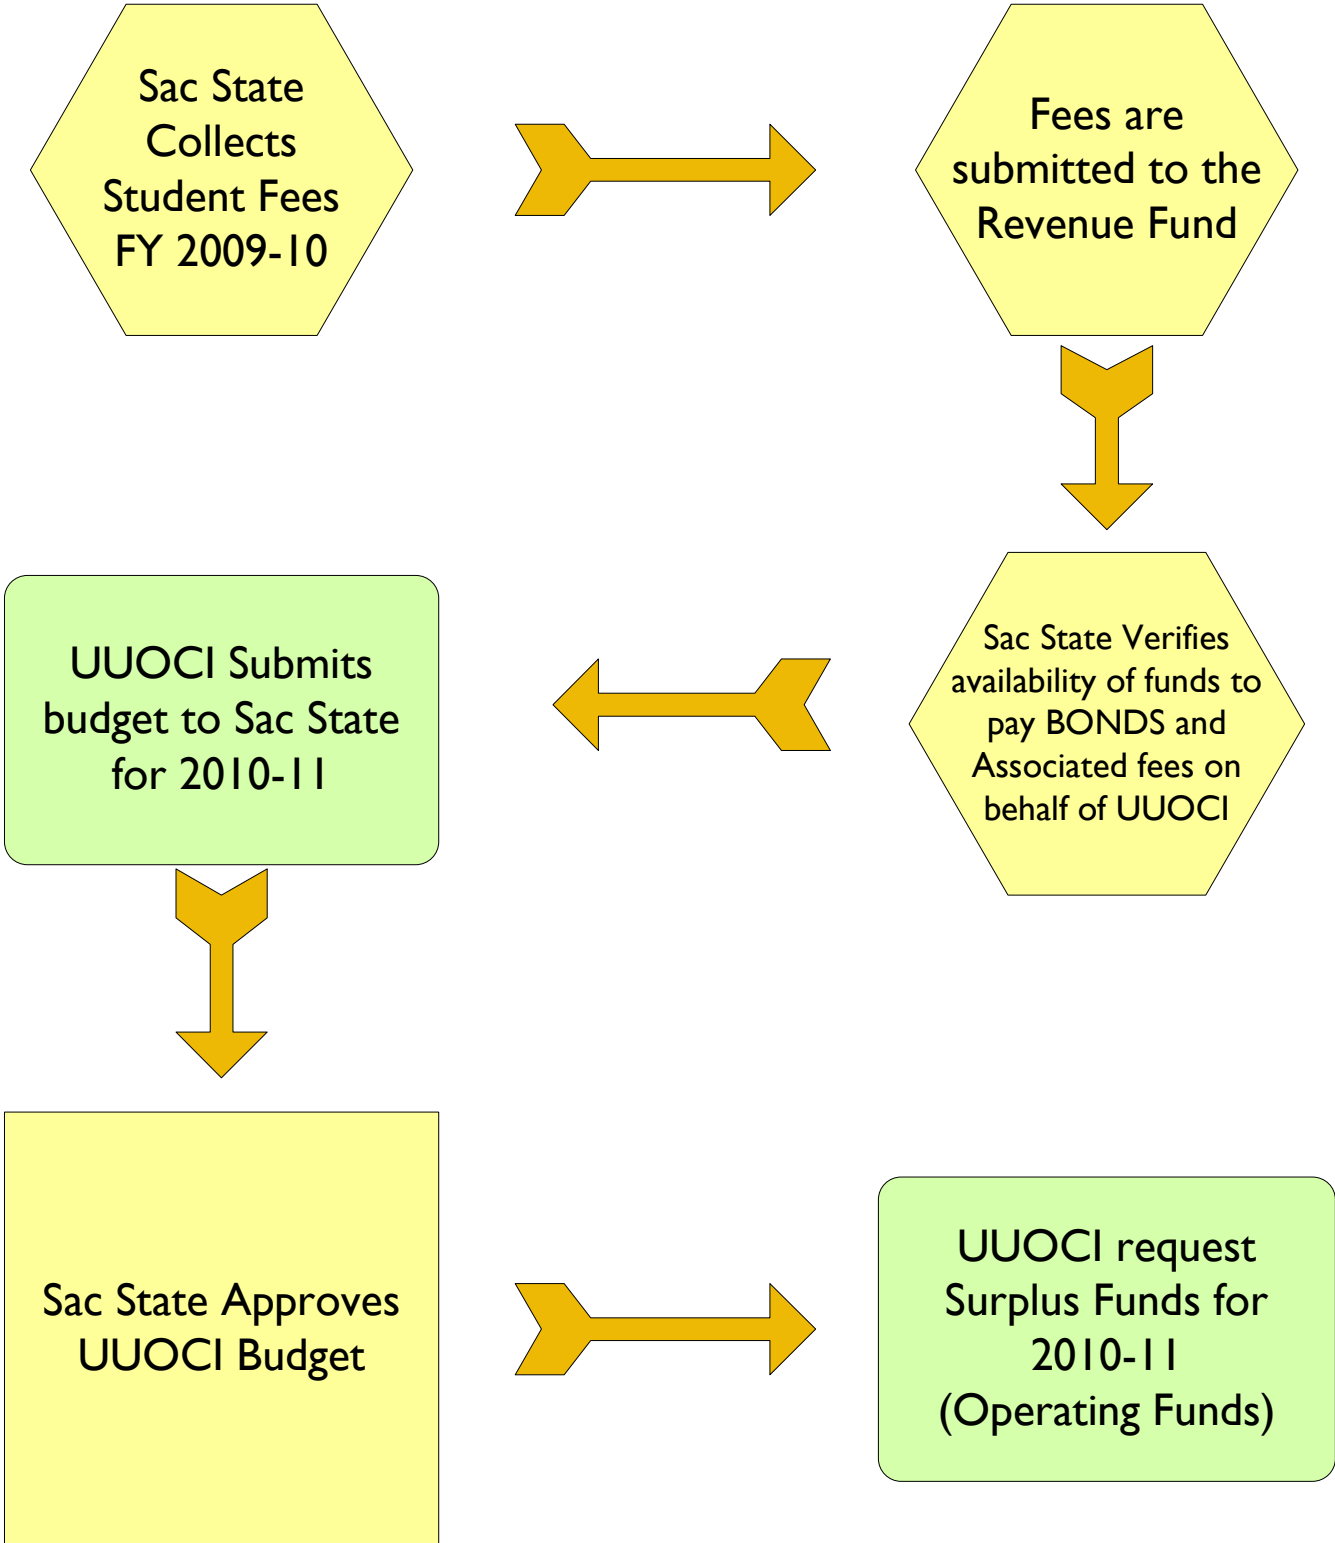 Sac State
Collects
Student Fees
FY 2009-10
Fees are
submitted to the
Revenue Fund
Sac State Verifies
availability of funds to
pay BONDS and
Associated fees on
behalf of UUOCI
UUOCI Submits
budget to Sac State
for 2010-11
Sac State Approves
UUOCI Budget
UUOCI request
Surplus Funds for
2010-11
(Operating Funds)